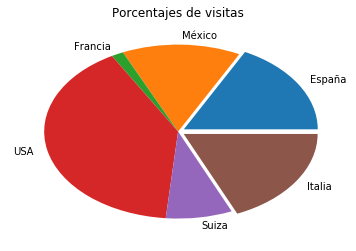 Porcentajes de visitas
México
Francia
España
USA
Italia
Suiza